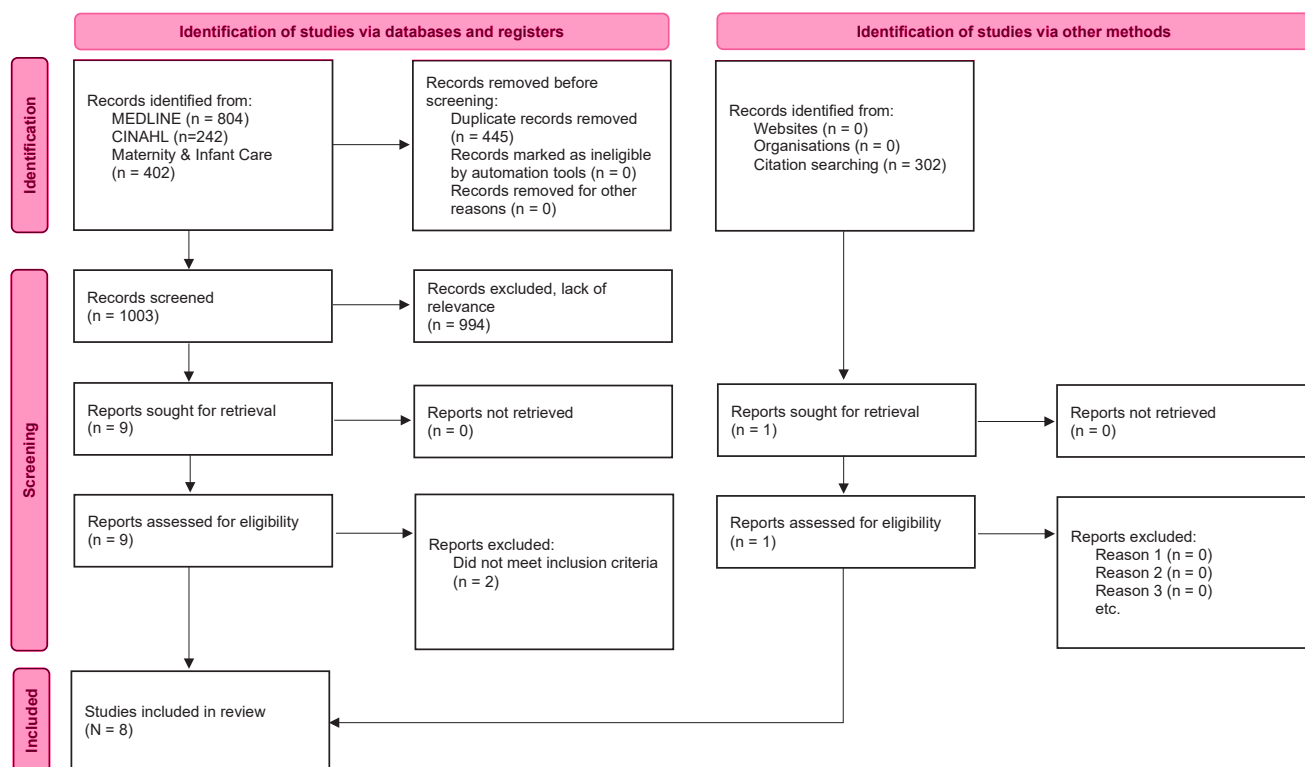 Identification of studies via databases and registers
Identification of studies via other methods
Identification
Records identified from:
MEDLINE (n = 804)
CINAHL (n=242)
Maternity & Infant Care
(n = 402)
Records removed before
screening:
Duplicate records removed
(n = 445)
Records marked as ineligible
by automation tools (n = 0)
Records removed for other
reasons (n = 0)
Records identified from:
Websites (n = 0)
Organisations (n = 0)
Citation searching (n = 302)
Screening
Records screened
(n = 1003)
Records excluded, lack of
relevance
(n = 994)
Reports sought for retrieval
(n = 9)
Reports not retrieved
(n = 0)
Reports sought for retrieval
(n = 1)
Reports not retrieved
(n = 0)
Reports assessed for eligibility
(n = 9)
Reports excluded:
Did not meet inclusion criteria
(n = 2)
Reports assessed for eligibility
(n = 1)
Reports excluded:
Reason 1 (n = 0)
Reason 2 (n = 0)
Reason 3 (n = 0)
etc.
Included
Studies included in review
(N = 8)